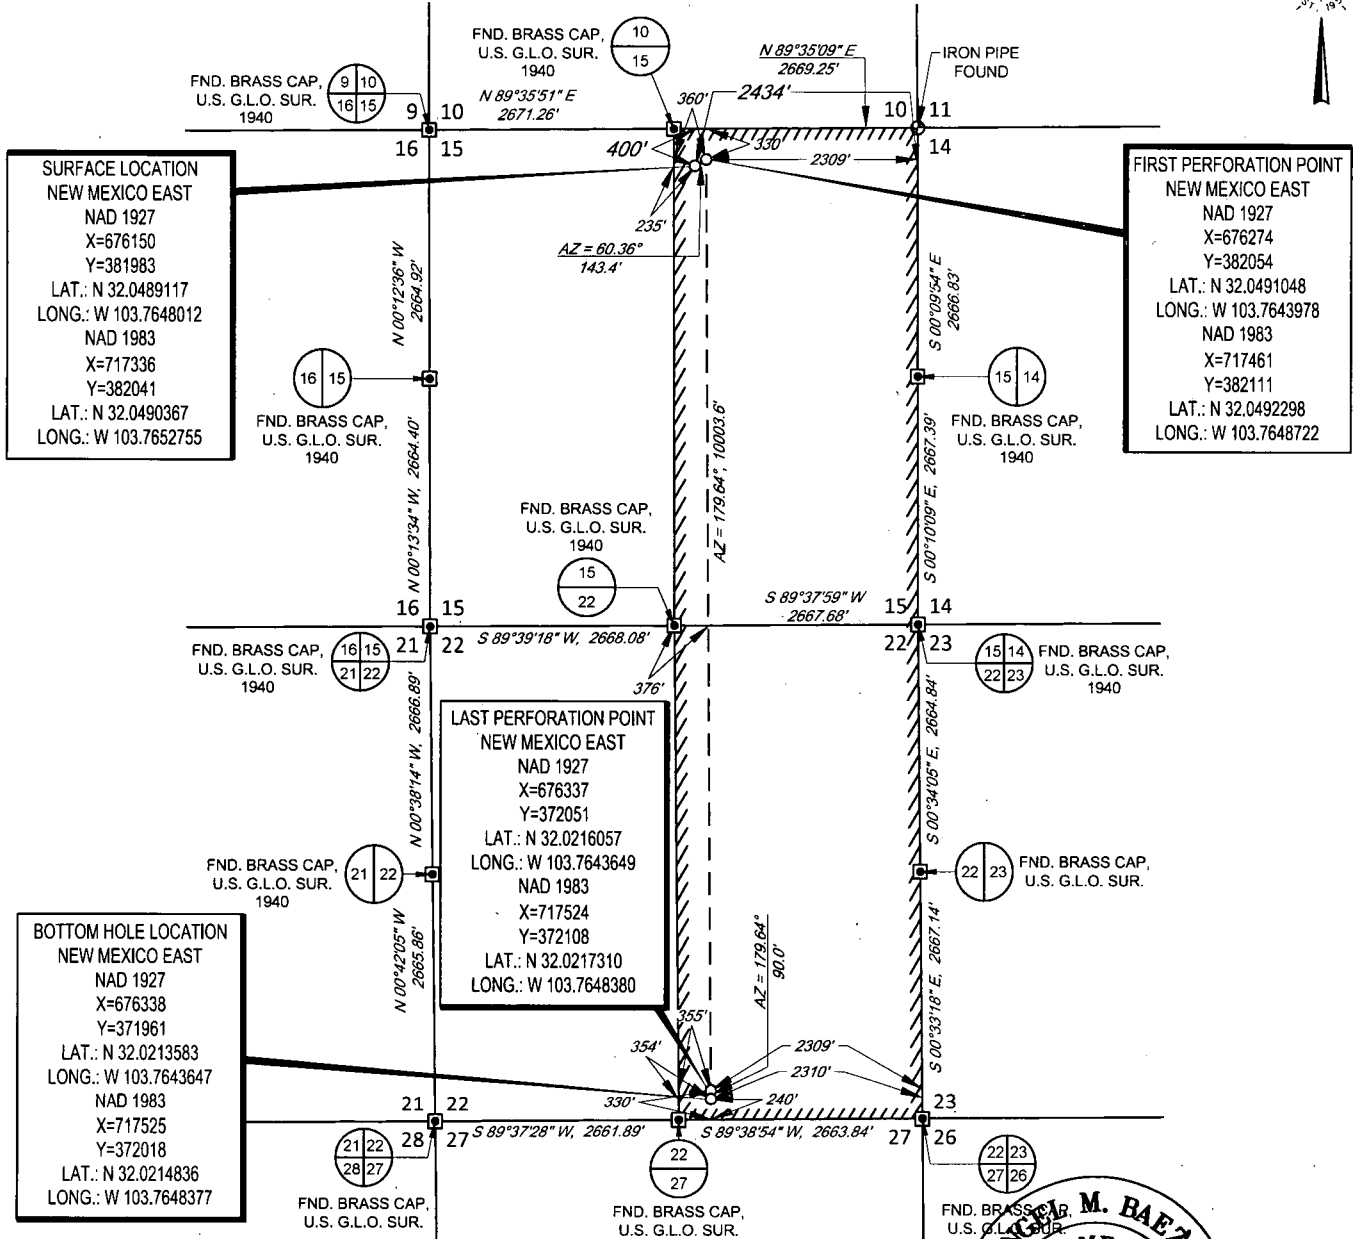 FND. BRASS CAP,
U.S. G.L.O. SUR.
1940
10
15
FND. BRASS CAP,
U.S. G.L.O. SUR.
1940
9 10
16 15
N 89°35'51" E
2671.26'
N 89°35'09" E
2669.25'
IRON PIPE
FOUND
360'
2434'
9 10
16 15
10 11
14
400'
330'
2309'
235'
AZ = 60.36°
143.4'
SURFACE LOCATION
NEW MEXICO EAST
NAD 1927
X=676150
Y=381983
LAT.: N 32.0489117
LONG.: W 103.7648012
NAD 1983
X=717336
Y=382041
LAT.: N 32.0490367
LONG.: W 103.7652755
FIRST PERFORATION POINT
NEW MEXICO EAST
NAD 1927
X=676274
Y=382054
LAT.: N 32.0491048
LONG.: W 103.7643978
NAD 1983
X=717461
Y=382111
LAT.: N 32.0492298
LONG.: W 103.7648722
N 00°12'36" W
2664.92'
S 00°09'54" E
2666.83'
16 15
FND. BRASS CAP,
U.S. G.L.O. SUR.
1940
15 14
FND. BRASS CAP,
U.S. G.L.O. SUR.
1940
N 00°13'34" W, 2664.40'
AZ = 179.64°, 10003.6'
S 00°10'09" E, 2667.39'
FND. BRASS CAP,
U.S. G.L.O. SUR.
1940
15
22
16 15
21 22
S 89°39'18" W, 2668.08'
S 89°37'59" W
2667.68'
15 14
22 23
FND. BRASS CAP,
U.S. G.L.O. SUR.
1940
16 15
21 22
15 14
22 23
FND. BRASS CAP,
U.S. G.L.O. SUR.
1940
376'
N 00°38'14" W, 2666.89'
S 00°34'05" E, 2664.84'
LAST PERFORATION POINT
NEW MEXICO EAST
NAD 1927
X=676337
Y=372051
LAT.: N 32.0216057
LONG.: W 103.7643649
NAD 1983
X=717524
Y=372108
LAT.: N 32.0217310
LONG.: W 103.7648380
FND. BRASS CAP,
U.S. G.L.O. SUR.
1940
21 22
22 23
FND. BRASS CAP,
U.S. G.L.O. SUR.
BOTTOM HOLE LOCATION
NEW MEXICO EAST
NAD 1927
X=676338
Y=371961
LAT.: N 32.0213583
LONG.: W 103.7643647
NAD 1983
X=717525
Y=372018
LAT.: N 32.0214836
LONG.: W 103.7648377
N 00°42'05" W
2665.86'
AZ = 179.64°
90.0'
S 00°33'18" E, 2667.14'
355'
354'
2309'
2310'
330'
240'
21 22
28 27
S 89°37'28" W, 2661.89'
S 89°38'54" W, 2663.84'
23
27 26
21 22
28 27
FND. BRASS CAP,
U.S. G.L.O. SUR.
22
27
FND. BRASS CAP,
U.S. G.L.O. SUR.
22 23
27 26
FND. BRASS CAP,
U.S. G.L.O. SUR.
M. BAEZ